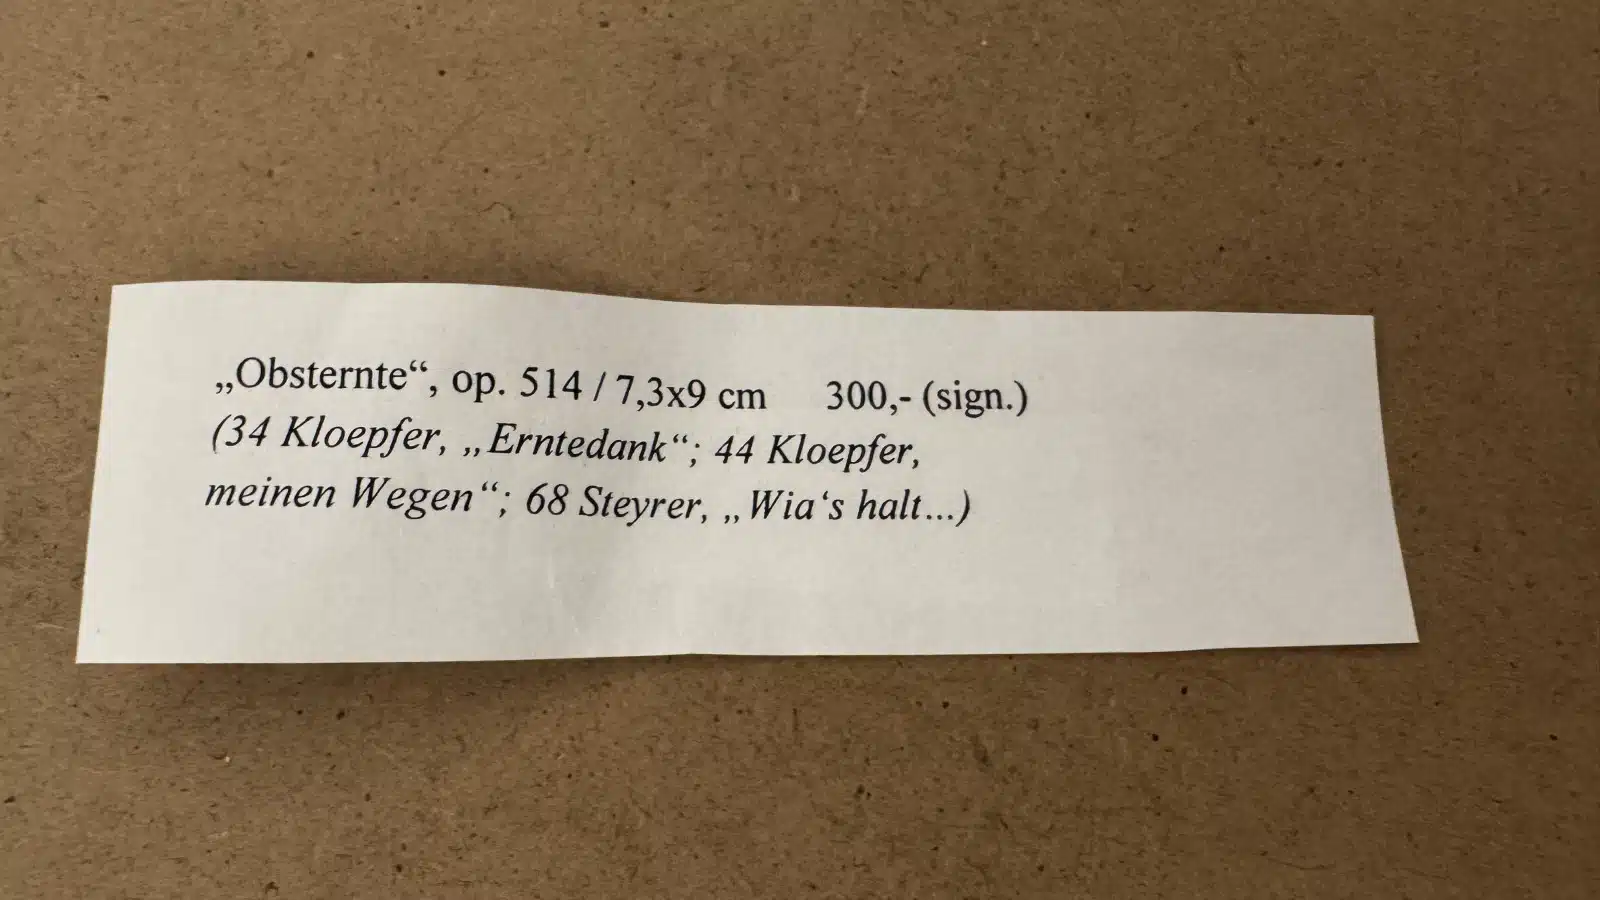 „Obsternte“, op. 514 / 7,3x9 cm 300,- (sign.)
(34 Kloepfer, „Erntedank“; 44 Kloepfer,
meinen Wegen“; 68 Steyrer, „Wia‘s halt...)